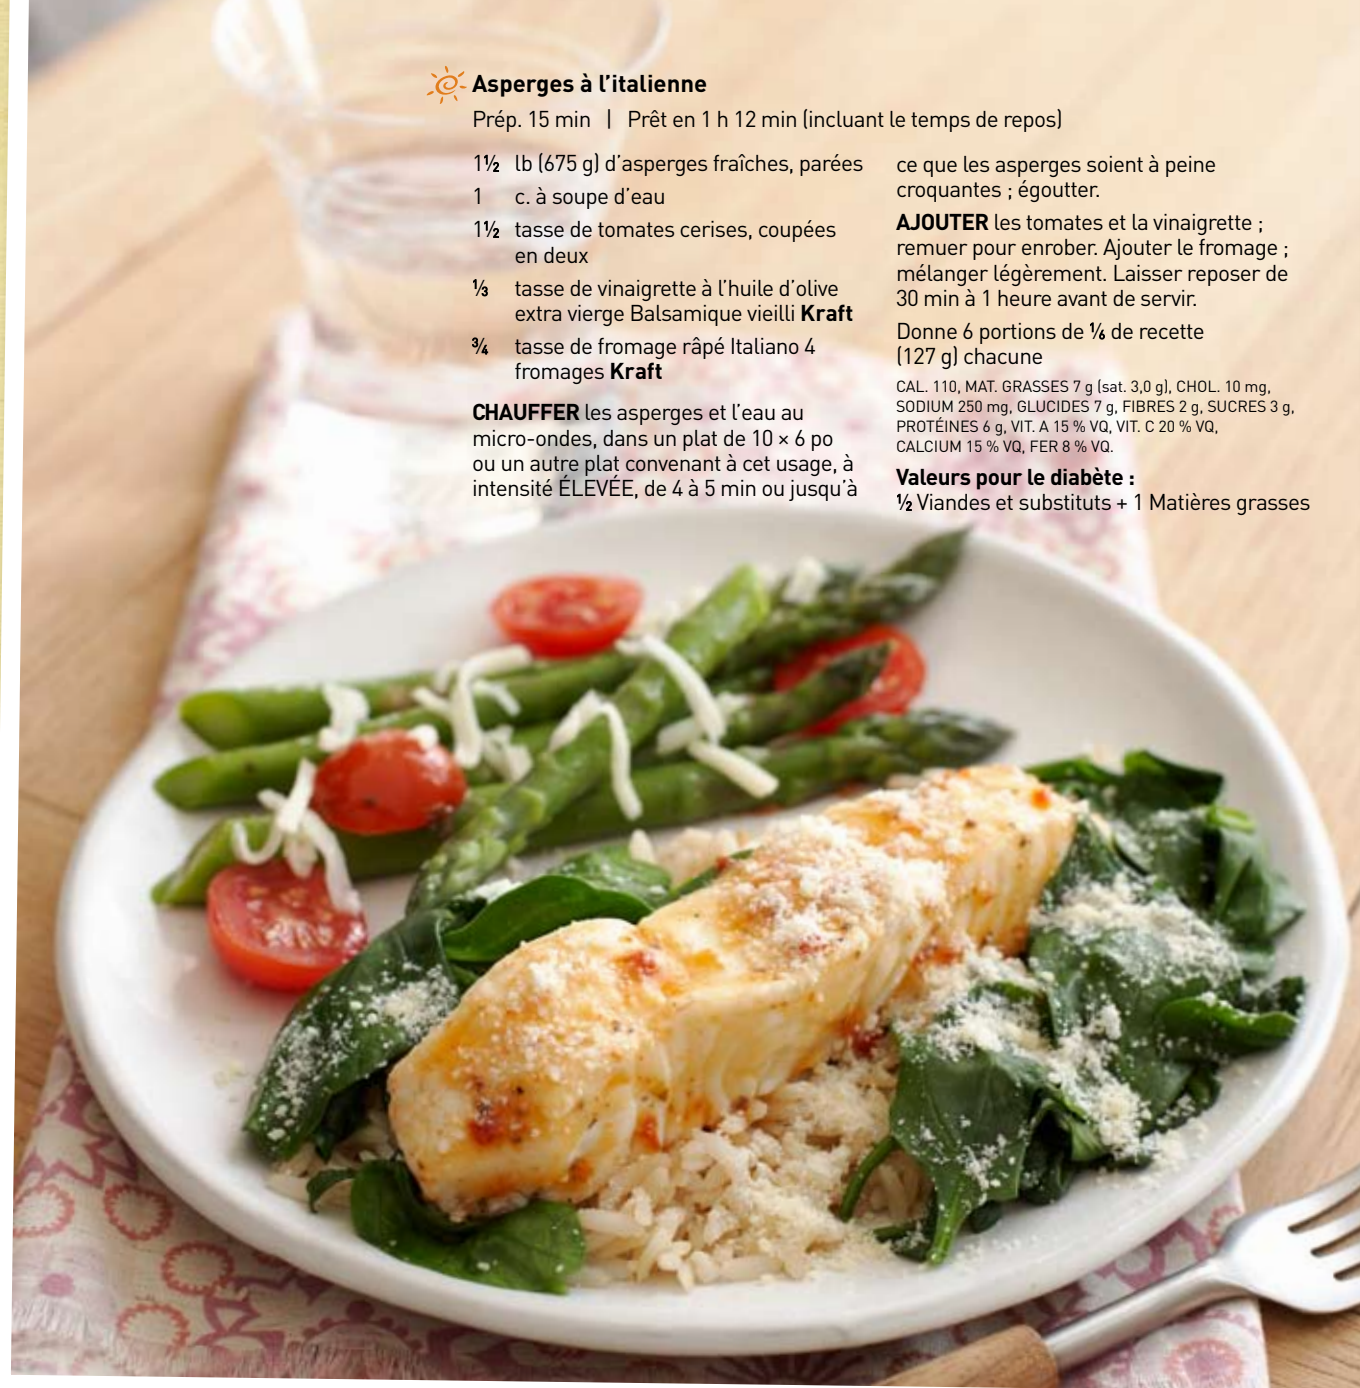 Asperges à l’italienne
Prép. 15 min | Prêt en 1 h 12 min (incluant le temps de repos)
1½ lb (675 g) d’asperges fraîches, parées
1 c. à soupe d’eau
1½ tasse de tomates cerises, coupées
en deux
⅓ tasse de vinaigrette à l’huile d’olive
extra vierge Balsamique vieilli Kraft
¾ tasse de fromage râpé Italiano 4
fromages Kraft
CHAUFFER les asperges et l’eau au
micro-ondes, dans un plat de 10 × 6 po
ou un autre plat convenant à cet usage, à
intensité ÉLEVÉE, de 4 à 5 min ou jusqu’à
ce que les asperges soient à peine
croquantes ; égoutter.
AJOUTER les tomates et la vinaigrette ;
remuer pour enrober. Ajouter le fromage ;
mélanger légèrement. Laisser reposer de
30 min à 1 heure avant de servir.
Donne 6 portions de ⅙ de recette
(127 g) chacune
CAL. 110, MAT. GRASSES 7 g (sat. 3,0 g), CHOL. 10 mg,
SODIUM 250 mg, GLUCIDES 7 g, FIBRES 2 g, SUCRES 3 g,
PROTÉINES 6 g, VIT. A 15 % VQ, VIT. C 20 % VQ,
CALCIUM 15 % VQ, FER 8 % VQ.
Valeurs pour le diabète :
½ Viandes et substituts + 1 Matières grasses